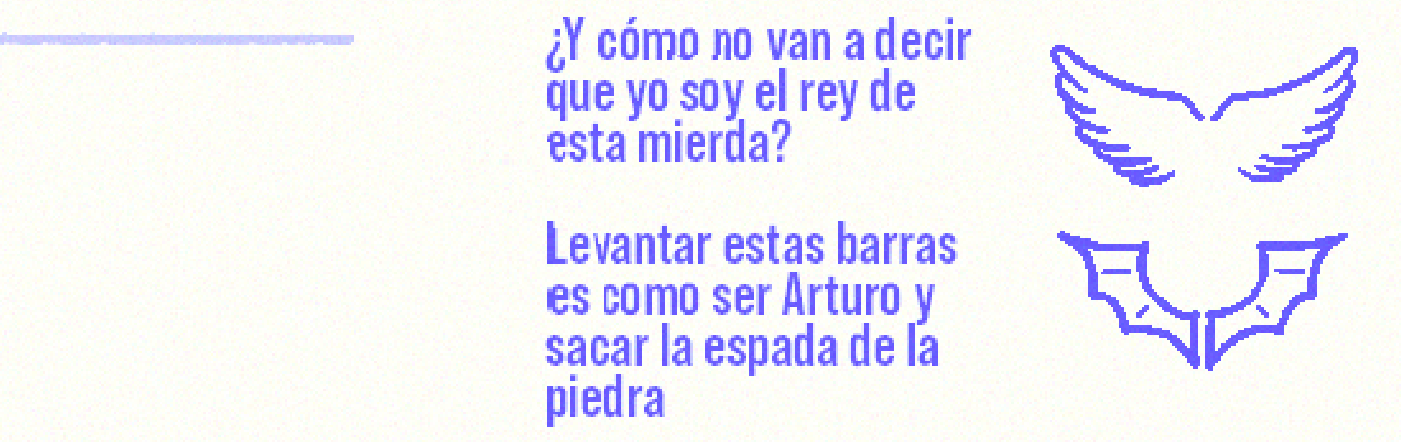 ¿Y cómo no van a decir
que yo soy el rey de
esta mierda?
Levantar estas barras
es como ser Arturo y
sacar la espada de la
piedra